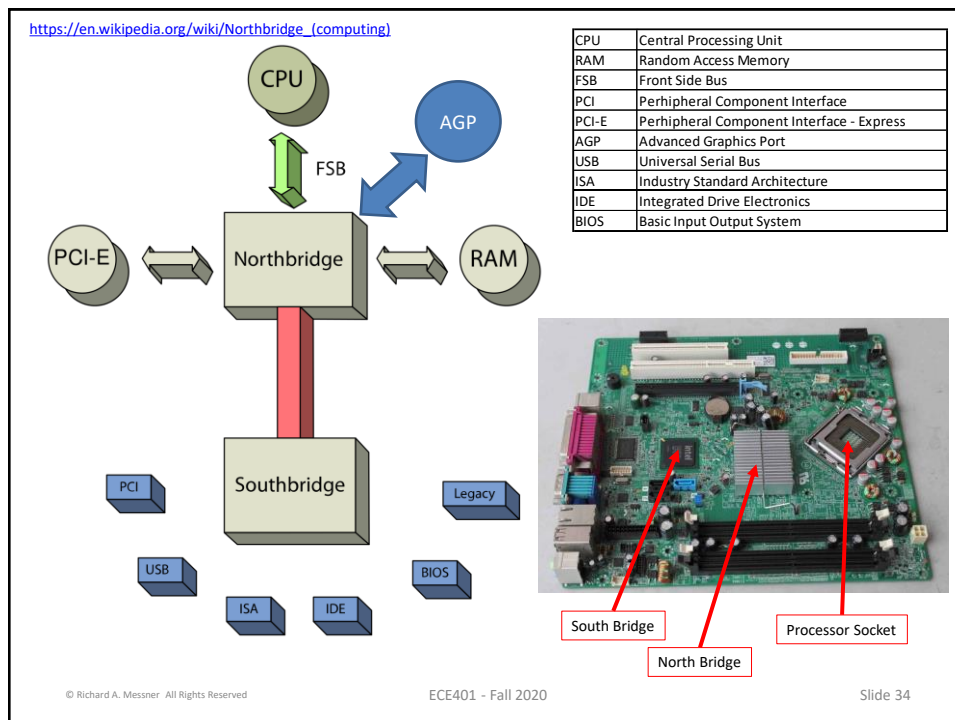 https://en.wikipedia.org/wiki/Northbridge_(computing)
CPU Central Processing Unit
RAM Random Access Memory
FSB Front Side Bus
PCI Perhipheral Component Interface
PCI-E Perhipheral Component Interface - Express
AGP Advanced Graphics Port
USB Universal Serial Bus
ISA Industry Standard Architecture
IDE Integrated Drive Electronics
BIOS Basic Input Output System
CPU
AGP
FSB
PCI-E
Northbridge
RAM
Southbridge
PCI
Legacy
USB
BIOS
ISA
IDE
South Bridge
North Bridge
Processor Socket
© Richard A. Messner All Rights Reserved
ECE401 - Fall 2020
Slide 34